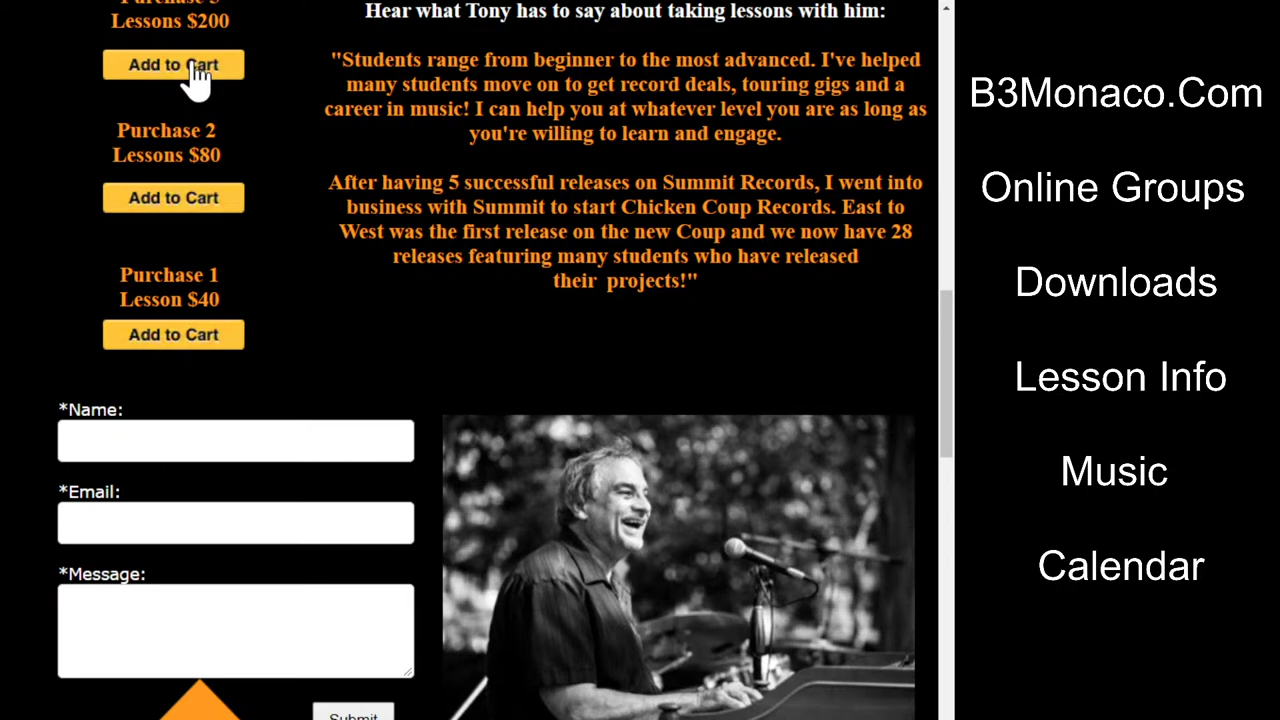 Purchase 5
Lessons $200
Add to Cart
Purchase 2
Lessons $80
Add to Cart
Purchase 1
Lesson $40
Add to Cart
Hear what Tony has to say about taking lessons with him:
"Students range from beginner to the most advanced. I've helped
many students move on to get record deals, touring gigs and a
career in music! I can help you at whatever level you are as long as
you're willing to learn and engage.
After having 5 successful releases on Summit Records, I went into
business with Summit to start Chicken Coup Records. East to
West was the first release on the new Coup and we now have 28
releases featuring many students who have released
their projects!"
*Name:
*Email:
*Message:
Submit
B3Monaco.Com
Online Groups
Downloads
Lesson Info
Music
Calendar